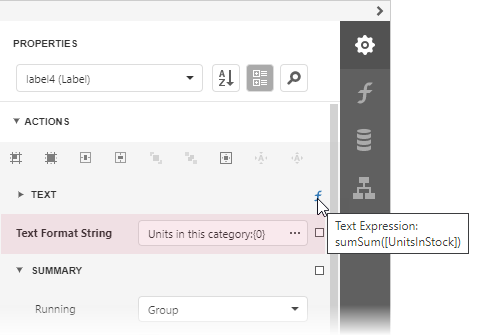 PROPERTIES
label4 (Label)
A
Z
ACTIONS
TEXT
f
Text Format String
Units in this category:{0}
...
Text Expression:
sumSum([UnitsInStock])
SUMMARY
Running
Group